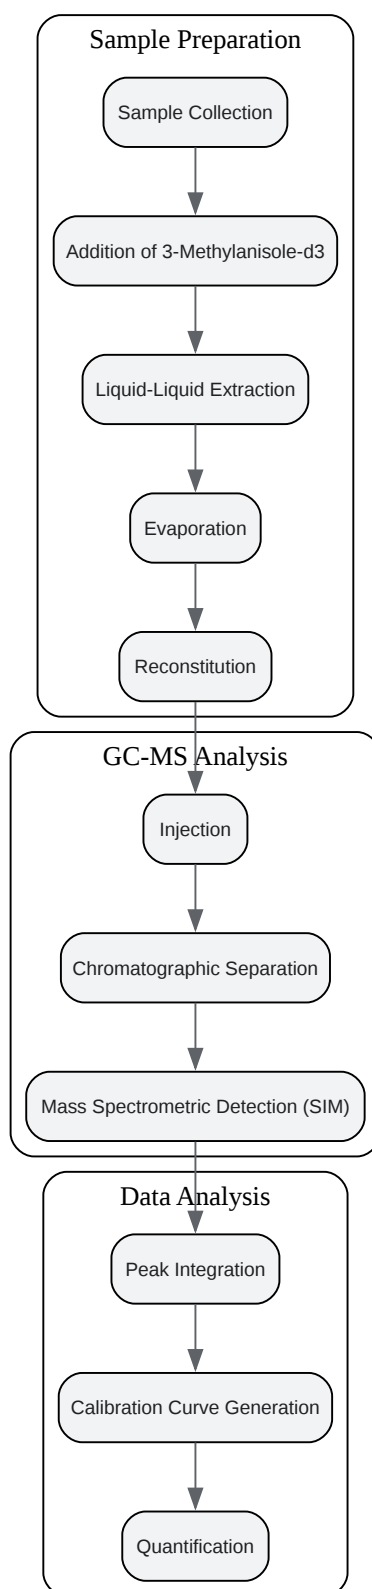 Sample Preparation
Sample Collection
Addition of 3-Methylanisole-d3
Liquid-Liquid Extraction
Evaporation
Reconstitution
GC-MS Analysis
Injection
Chromatographic Separation
Mass Spectrometric Detection (SIM)
Data Analysis
Peak Integration
Calibration Curve Generation
Quantification